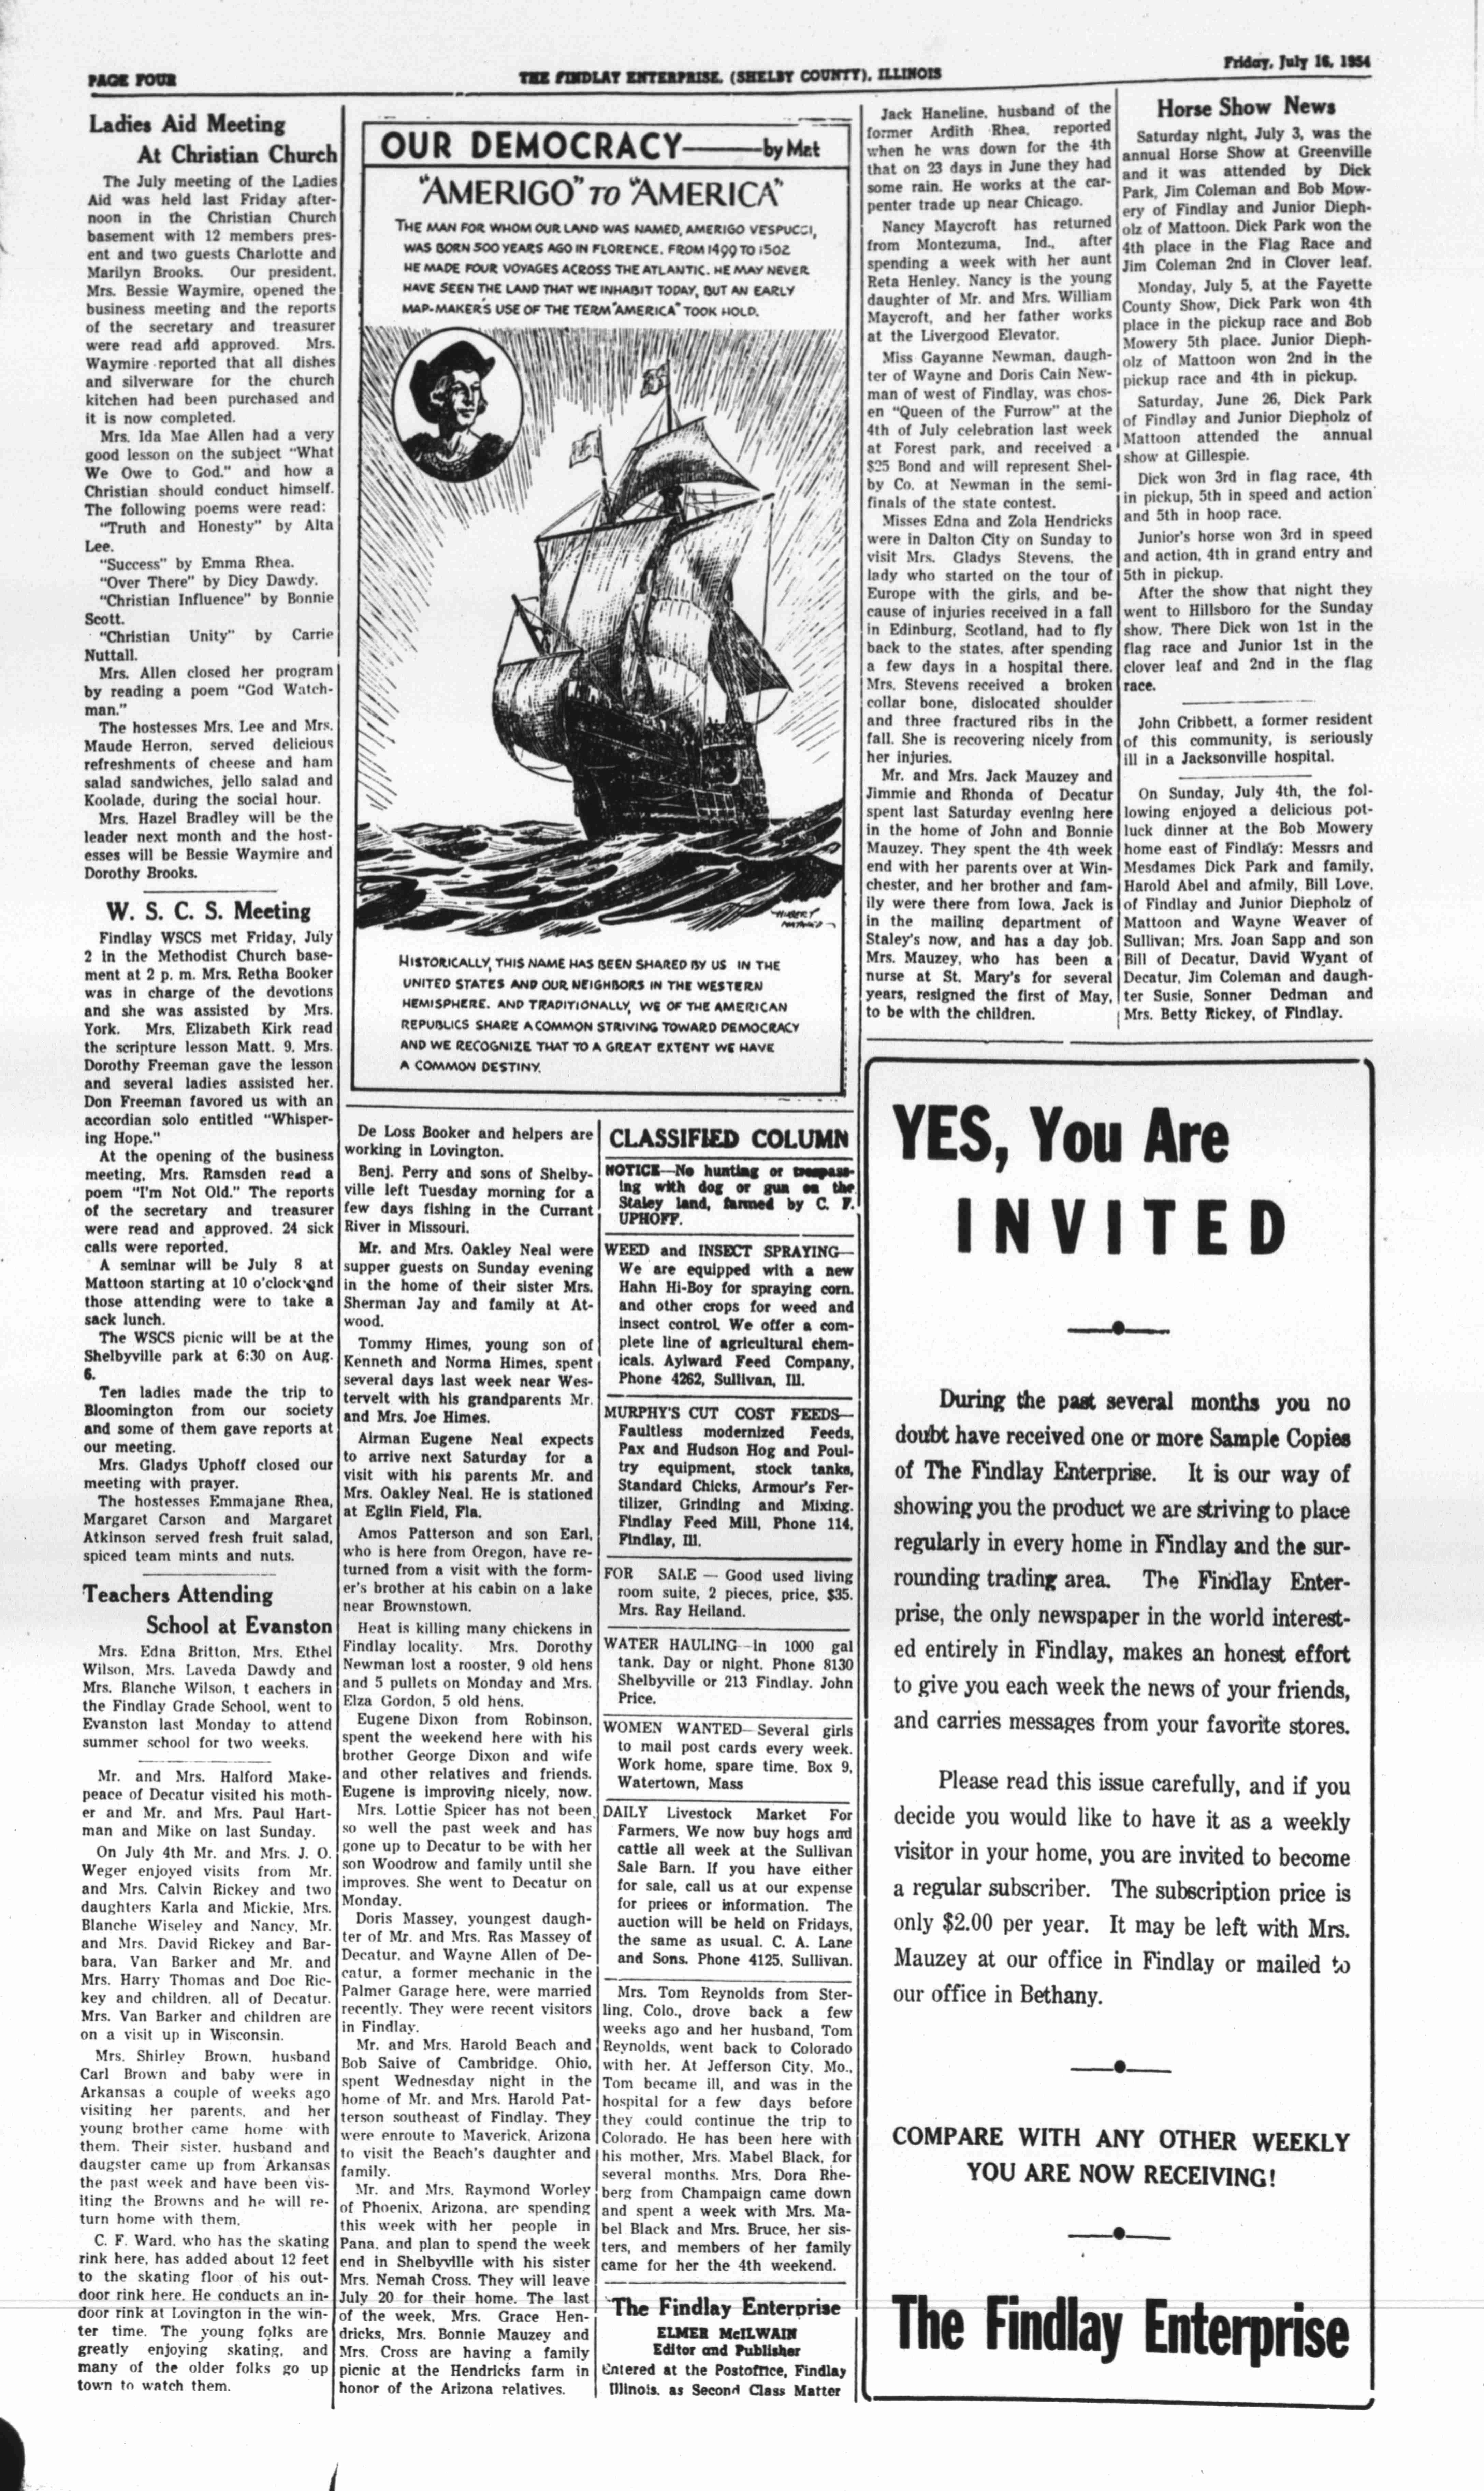 PAGE FOUR
THE FINDLAY ENTERPRISE, (SHELBY COUNTY), ILLINOIS
Friday, July 16, 1954
Ladies Aid Meeting
At Christian Church
The July meeting of the Ladies
Aid was held last Friday after-
noon in the Christian Church
basement with 12 members pres-
ent and two guests Charlotte and
Marilyn Brooks. Our president,
Mrs. Bessie Waymire, opened the
business meeting and the reports
of the secretary and treasurer
were read and approved. Mrs.
Waymire reported that all dishes
and silverware for the church
kitchen had been purchased and
it is now completed.
Mrs. Ida Mae Allen had a very
good lesson on the subject "What
We Owe to God." and how a
Christian should conduct himself.
The following poems were read:
"Truth and Honesty" by Alta
Lee.
"Success" by Emma Rhea.
"Over There" by Dicy Dawdy.
"Christian Influence" by Bonnie
Scott.
"Christian Unity" by Carrie
Nuttall.
Mrs. Allen closed her program
by reading a poem "God Watch-
man."
The hostesses Mrs. Lee and Mrs.
Maude Herron, served delicious
refreshments of cheese and ham
salad sandwiches, jello salad and
Koolade, during the social hour.
Mrs. Hazel Bradley will be the
leader next month and the host-
esses will be Bessie Waymire and
Dorothy Brooks.
W. S. C. S. Meeting
Findlay WSCS met Friday, July
2 in the Methodist Church base-
ment at 2 p. m. Mrs. Retha Booker
was in charge of the devotions
and she was assisted by Mrs.
York. Mrs. Elizabeth Kirk read
the scripture lesson Matt. 9. Mrs.
Dorothy Freeman gave the lesson
and several ladies assisted her.
Don Freeman favored us with an
accordian solo entitled "Whisper-
ing Hope."
At the opening of the business
meeting, Mrs. Ramsden read a
poem "I'm Not Old." The reports
of the secretary and treasurer
were read and approved. 24 sick
calls were reported.
A seminar will be July 8 at
Mattoon starting at 10 o'clock and
those attending were to take a
sack lunch.
The WSCS picnic will be at the
Shelbyville park at 6:30 on Aug.
6.
Ten ladies made the trip to
Bloomington from our society
and some of them gave reports at
our meeting.
Mrs. Gladys Uphoff closed our
meeting with prayer.
The hostesses Emmajane Rhea,
Margaret Carson and Margaret
Atkinson served fresh fruit salad,
spiced team mints and nuts.
Teachers Attending
School at Evanston
Mrs. Edna Britton, Mrs. Ethel
Wilson, Mrs. Laveda Dawdy and
Mrs. Blanche Wilson, t eachers in
the Findlay Grade School, went to
Evanston last Monday to attend
summer school for two weeks.
Mr. and Mrs. Halford Make-
peace of Decatur visited his moth-
er and Mr. and Mrs. Paul Hart-
man and Mike on last Sunday.
On July 4th Mr. and Mrs. J. O.
Weger enjoyed visits from Mr.
and Mrs. Calvin Rickey and two
daughters Karla and Mickie, Mrs.
Blanche Wiseley and Nancy, Mr.
and Mrs. David Rickey and Bar-
bara, Van Barker and Mr. and
Mrs. Harry Thomas and Doc Ric-
key and children, all of Decatur.
Mrs. Van Barker and children are
on a visit up in Wisconsin.
Mrs. Shirley Brown, husband
Carl Brown and baby were in
Arkansas a couple of weeks ago
visiting her parents, and her
young brother came home with
them. Their sister, husband and
daugster came up from Arkansas
the past week and have been vis-
iting the Browns and he will re-
turn home with them.
C. F. Ward, who has the skating
rink here, has added about 12 feet
to the skating floor of his out-
door rink here. He conducts an in-
door rink at Lovington in the win-
ter time. The young folks are
greatly enjoying skating, and
many of the older folks go up
town to watch them.
OUR DEMOCRACY—by Mat
"AMERIGO" TO "AMERICA"
THE MAN FOR WHOM OUR LAND WAS NAMED, AMERIGO VESPUCCI,
WAS BORN 500 YEARS AGO IN FLORENCE. FROM 1499 TO 1502
HE MADE FOUR VOYAGES ACROSS THE ATLANTIC. HE MAY NEVER
HAVE SEEN THE LAND THAT WE INHABIT TODAY, BUT AN EARLY
MAP-MAKER'S USE OF THE TERM "AMERICA" TOOK HOLD.
HISTORICALLY, THIS NAME HAS BEEN SHARED BY US IN THE
UNITED STATES AND OUR NEIGHBORS IN THE WESTERN
HEMISPHERE. AND TRADITIONALLY, WE OF THE AMERICAN
REPUBLICS SHARE A COMMON STRIVING TOWARD DEMOCRACY
AND WE RECOGNIZE THAT TO A GREAT EXTENT WE HAVE
A COMMON DESTINY.
De Loss Booker and helpers are
working in Lovington.
Benj. Perry and sons of Shelby-
ville left Tuesday morning for a
few days fishing in the Currant
River in Missouri.
Mr. and Mrs. Oakley Neal were
supper guests on Sunday evening
in the home of their sister Mrs.
Sherman Jay and family at At-
wood.
Tommy Himes, young son of
Kenneth and Norma Himes, spent
several days last week near Wes-
tervelt with his grandparents Mr.
and Mrs. Joe Himes.
Airman Eugene Neal expects
to arrive next Saturday for a
visit with his parents Mr. and
Mrs. Oakley Neal. He is stationed
at Eglin Field, Fla.
Amos Patterson and son Earl,
who is here from Oregon, have re-
turned from a visit with the form-
er's brother at his cabin on a lake
near Brownstown.
Heat is killing many chickens in
Findlay locality. Mrs. Dorothy
Newman lost a rooster, 9 old hens
and 5 pullets on Monday and Mrs.
Elza Gordon, 5 old hens.
Eugene Dixon from Robinson,
spent the weekend here with his
brother George Dixon and wife
and other relatives and friends.
Eugene is improving nicely, now.
Mrs. Lottie Spicer has not been
so well the past week and has
gone up to Decatur to be with her
son Woodrow and family until she
improves. She went to Decatur on
Monday.
Doris Massey, youngest daugh-
ter of Mr. and Mrs. Ras Massey of
Decatur, and Wayne Allen of De-
catur, a former mechanic in the
Palmer Garage here, were married
recently. They were recent visitors
in Findlay.
Mr. and Mrs. Harold Beach and
Bob Saive of Cambridge, Ohio,
spent Wednesday night in the
home of Mr. and Mrs. Harold Pat-
terson southeast of Findlay. They
were enroute to Maverick, Arizona
to visit the Beach's daughter and
family.
Mr. and Mrs. Raymond Worley
of Phoenix, Arizona, are spending
this week with her people in
Pana, and plan to spend the week
end in Shelbyville with his sister
Mrs. Nemah Cross. They will leave
July 20 for their home. The last
of the week, Mrs. Grace Hen-
dricks, Mrs. Bonnie Mauzey and
Mrs. Cross are having a family
picnic at the Hendricks farm in
honor of the Arizona relatives.
CLASSIFIED COLUMN
NOTICE—No hunting or trespass-
ing with dog or gun on the
Staley land, farmed by C. F.
UPHOFF.
WEED and INSECT SPRAYING—
We are equipped with a new
Hahn Hi-Boy for spraying corn,
and other crops for weed and
insect control. We offer a com-
plete line of agricultural chem-
icals. Aylward Feed Company,
Phone 4262, Sullivan, Ill.
MURPHY'S CUT COST FEEDS—
Faultless modernized Feeds,
Pax and Hudson Hog and Poul-
try equipment, stock tanks,
Standard Chicks, Armour's Fer-
tilizer, Grinding and Mixing.
Findlay Feed Mill, Phone 114,
Findlay, Ill.
FOR SALE — Good used living
room suite, 2 pieces, price, $35.
Mrs. Ray Heiland.
WATER HAULING—in 1000 gal
tank. Day or night. Phone 8130
Shelbyville or 213 Findlay. John
Price.
WOMEN WANTED—Several girls
to mail post cards every week.
Work home, spare time. Box 9,
Watertown, Mass
DAILY Livestock Market For
Farmers. We now buy hogs and
cattle all week at the Sullivan
Sale Barn. If you have either
for sale, call us at our expense
for prices or information. The
auction will be held on Fridays,
the same as usual. C. A. Lane
and Sons. Phone 4125, Sullivan.
Mrs. Tom Reynolds from Ster-
ling, Colo., drove back a few
weeks ago and her husband, Tom
Reynolds, went back to Colorado
with her. At Jefferson City, Mo.,
Tom became ill, and was in the
hospital for a few days before
they could continue the trip to
Colorado. He has been here with
his mother, Mrs. Mabel Black, for
several months. Mrs. Dora Rhe-
berg from Champaign came down
and spent a week with Mrs. Ma-
bel Black and Mrs. Bruce, her sis-
ters, and members of her family
came for her the 4th weekend.
The Findlay Enterprise
ELMER McILWAIN
Editor and Publisher
Entered at the Postoffice, Findlay
Illinois, as Second Class Matter
Jack Haneline, husband of the
former Ardith Rhea, reported
when he was down for the 4th
that on 23 days in June they had
some rain. He works at the car-
penter trade up near Chicago.
Nancy Maycroft has returned
from Montezuma, Ind., after
spending a week with her aunt
Reta Henley. Nancy is the young
daughter of Mr. and Mrs. William
Maycroft, and her father works
at the Livergood Elevator.
Miss Gayanne Newman, daugh-
ter of Wayne and Doris Cain New-
man of west of Findlay, was chos-
en "Queen of the Furrow" at the
4th of July celebration last week
at Forest park, and received a
$25 Bond and will represent Shel-
by Co. at Newman in the semi-
finals of the state contest.
Misses Edna and Zola Hendricks
were in Dalton City on Sunday to
visit Mrs. Gladys Stevens, the
lady who started on the tour of
Europe with the girls, and be-
cause of injuries received in a fall
in Edinburg, Scotland, had to fly
back to the states, after spending
a few days in a hospital there.
Mrs. Stevens received a broken
collar bone, dislocated shoulder
and three fractured ribs in the
fall. She is recovering nicely from
her injuries.
Mr. and Mrs. Jack Mauzey and
Jimmie and Rhonda of Decatur
spent last Saturday evening here
in the home of John and Bonnie
Mauzey. They spent the 4th week
end with her parents over at Win-
chester, and her brother and fam-
ily were there from Iowa. Jack is
in the mailing department of
Staley's now, and has a day job.
Mrs. Mauzey, who has been a
nurse at St. Mary's for several
years, resigned the first of May,
to be with the children.
Horse Show News
Saturday night, July 3, was the
annual Horse Show at Greenville
and it was attended by Dick
Park, Jim Coleman and Bob Mow-
ery of Findlay and Junior Dieph-
olz of Mattoon. Dick Park won the
4th place in the Flag Race and
Jim Coleman 2nd in Clover leaf.
Monday, July 5, at the Fayette
County Show, Dick Park won 4th
place in the pickup race and Bob
Mowery 5th place. Junior Dieph-
olz of Mattoon won 2nd in the
pickup race and 4th in pickup.
Saturday, June 26, Dick Park
of Findlay and Junior Diepholz of
Mattoon attended the annual
show at Gillespie.
Dick won 3rd in flag race, 4th
in pickup, 5th in speed and action
and 5th in hoop race.
Junior's horse won 3rd in speed
and action, 4th in grand entry and
5th in pickup.
After the show that night they
went to Hillsboro for the Sunday
show. There Dick won 1st in the
flag race and Junior 1st in the
clover leaf and 2nd in the flag
race.
John Cribbett, a former resident
of this community, is seriously
ill in a Jacksonville hospital.
On Sunday, July 4th, the fol-
lowing enjoyed a delicious pot-
luck dinner at the Bob Mowery
home east of Findlay: Messrs and
Mesdames Dick Park and family,
Harold Abel and afmily, Bill Love,
of Findlay and Junior Diepholz of
Mattoon and Wayne Weaver of
Sullivan; Mrs. Joan Sapp and son
Bill of Decatur, David Wyant of
Decatur, Jim Coleman and daugh-
ter Susie, Sonner Dedman and
Mrs. Betty Rickey, of Findlay.
YES, You Are
INVITED
During the past several months you no
doubt have received one or more Sample Copies
of The Findlay Enterprise. It is our way of
showing you the product we are striving to place
regularly in every home in Findlay and the sur-
rounding trading area. The Findlay Enter-
prise, the only newspaper in the world interest-
ed entirely in Findlay, makes an honest effort
to give you each week the news of your friends,
and carries messages from your favorite stores.
Please read this issue carefully, and if you
decide you would like to have it as a weekly
visitor in your home, you are invited to become
a regular subscriber. The subscription price is
only $2.00 per year. It may be left with Mrs.
Mauzey at our office in Findlay or mailed to
our office in Bethany.
COMPARE WITH ANY OTHER WEEKLY
YOU ARE NOW RECEIVING!
The Findlay Enterprise